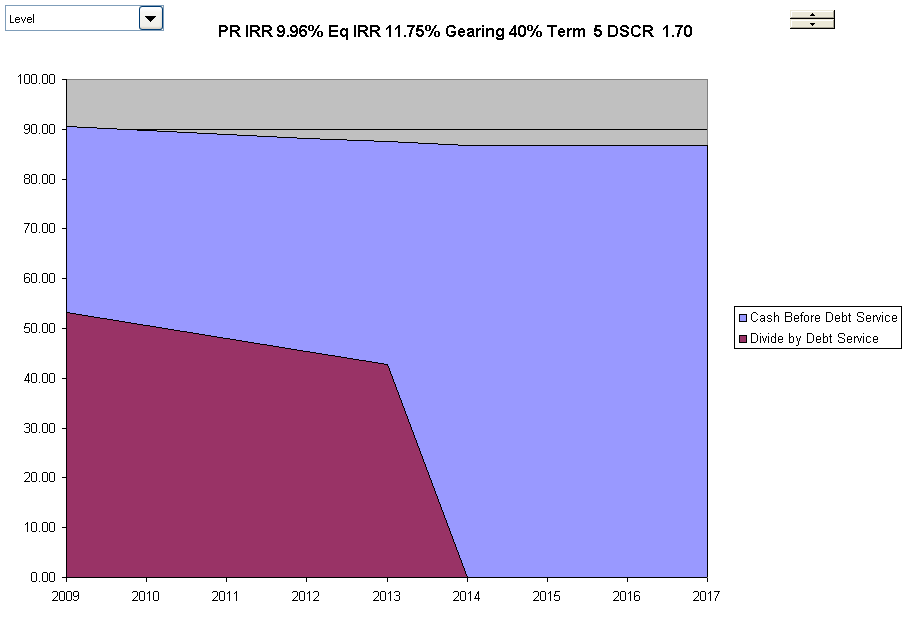 Level
PR IRR 9.96% Eq IRR 11.75% Gearing 40% Term 5 DSCR 1.70
100.00
90.00
80.00
70.00
60.00
50.00
40.00
30.00
20.00
10.00
0.00
2009 2010 2011 2012 2013 2014 2015 2016 2017
Cash Before Debt Service
Divide by Debt Service